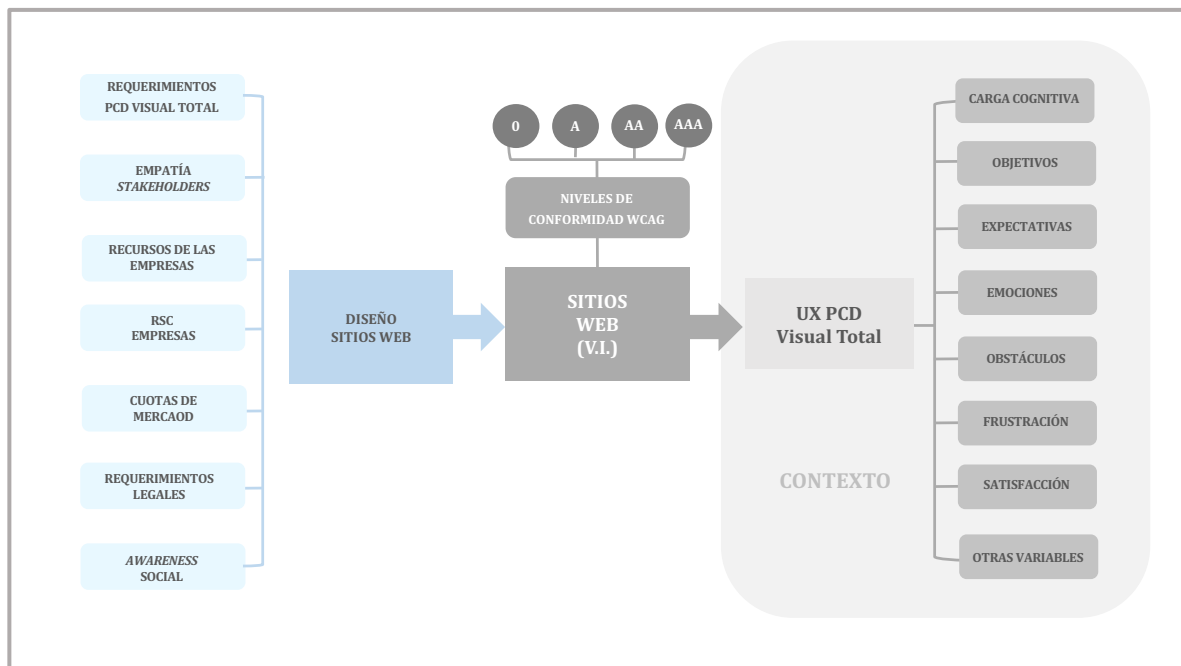 REQUERIMIENTOS
PCD VISUAL TOTAL
EMPATÍA
STAKEHOLDERS
RECURSOS DE LAS
EMPRESAS
RSC
EMPRESAS
CUOTAS DE
MERCAOD
REQUERIMIENTOS
LEGALES
AWARENESS
SOCIAL
DISEÑO
SITIOS WEB
0
A
AA
AAA
NIVELES DE
CONFORMIDAD WCAG
SITIOS
WEB
(V.I.)
UX PCD
Visual Total
CONTEXTO
CARGA COGNITIVA
OBJETIVOS
EXPECTATIVAS
EMOCIONES
OBSTÁCULOS
FRUSTRACIÓN
SATISFACCIÓN
OTRAS VARIABLES